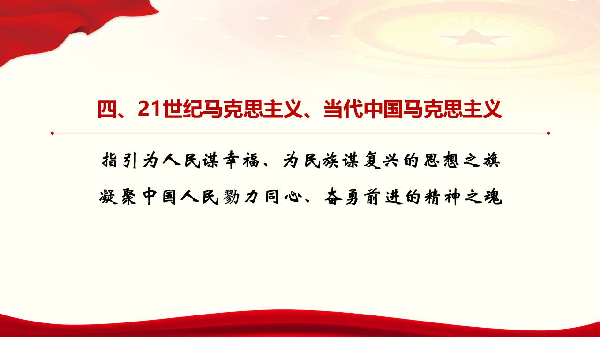 四、21世纪马克思主义、当代中国马克思主义
指引为人民谋幸福、为民族谋复兴的思想之旗
凝聚中国人民勠力同心、奋勇前进的精神之魂